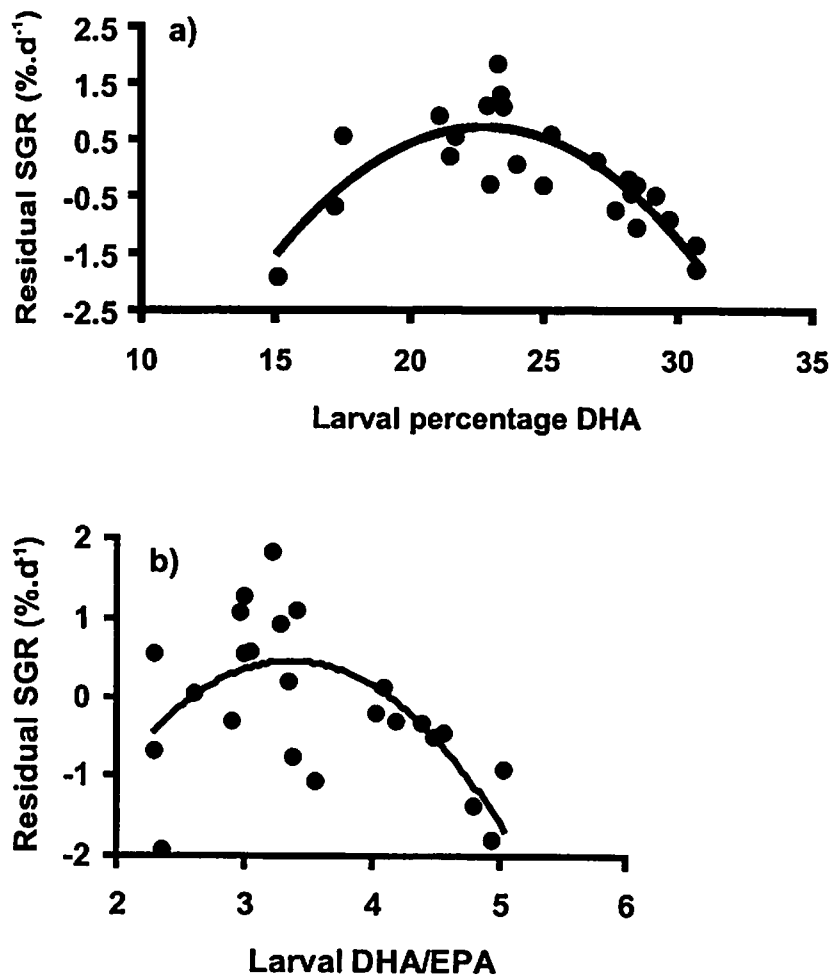 a)
Residual SGR (%.d-1)
2.5
1.5
0.5
-0.5
-1.5
-2.5
10 15 20 25 30 35
Larval percentage DHA
b)
Residual SGR (%.d-1)
2
1
0
-1
-2
2 3 4 5 6
Larval DHA/EPA